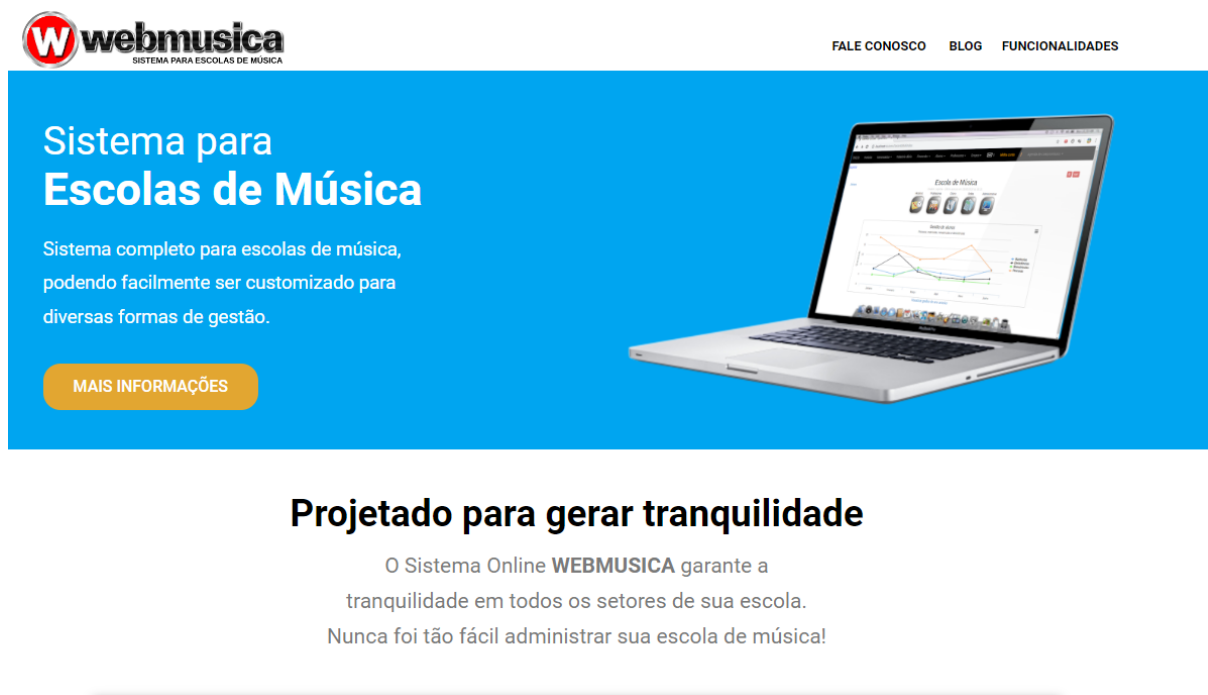 W webmusica
SISTEMA PARA ESCOLAS DE MÚSICA
FALE CONOSCO BLOG FUNCIONALIDADES
Sistema para
Escolas de Música
Sistema completo para escolas de música,
podendo facilmente ser customizado para
diversas formas de gestão.
MAIS INFORMAÇÕES
Escola de Música
Projetado para gerar tranquilidade
O Sistema Online WEBMUSICA garante a
tranquilidade em todos os setores de sua escola.
Nunca foi tão fácil administrar sua escola de música!